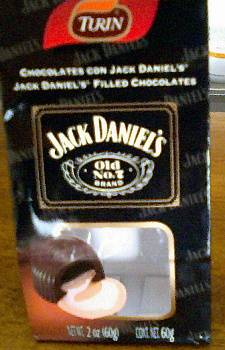 TURIN
CHOCOLATES CON JACK DANIEL'S®
JACK DANIEL'S® FILLED CHOCOLATES
JACK DANIEL'S
Old
No. 7
BRAND
NET WT. 2 oz (60g) CONT. NET. 60g